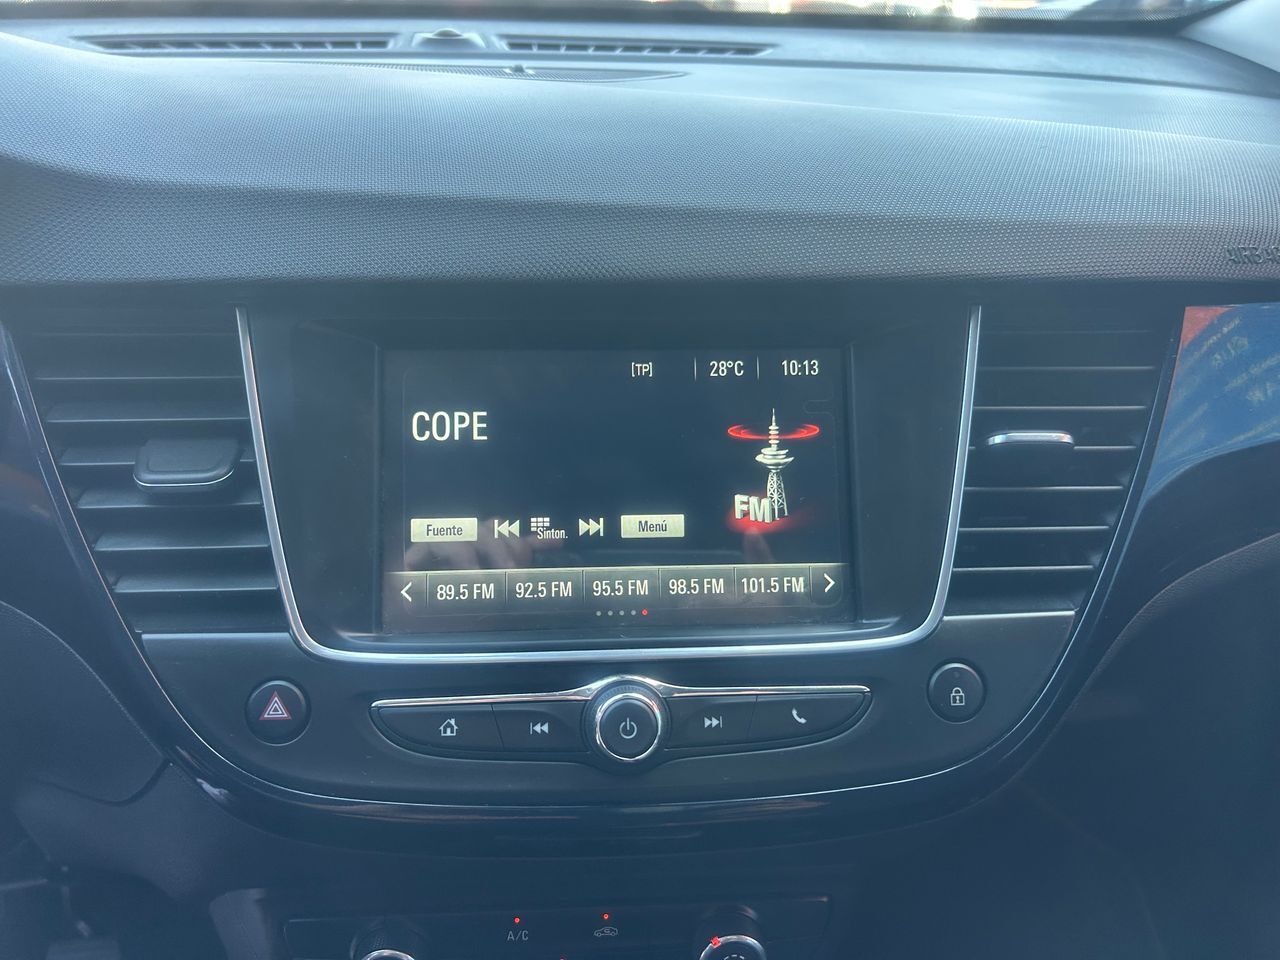 AIRBAG
[TP] 28°C 10:13
COPE
FM
Fuente Sinton. Menú
89.5 FM 92.5 FM 95.5 FM 98.5 FM 101.5 FM
A/C